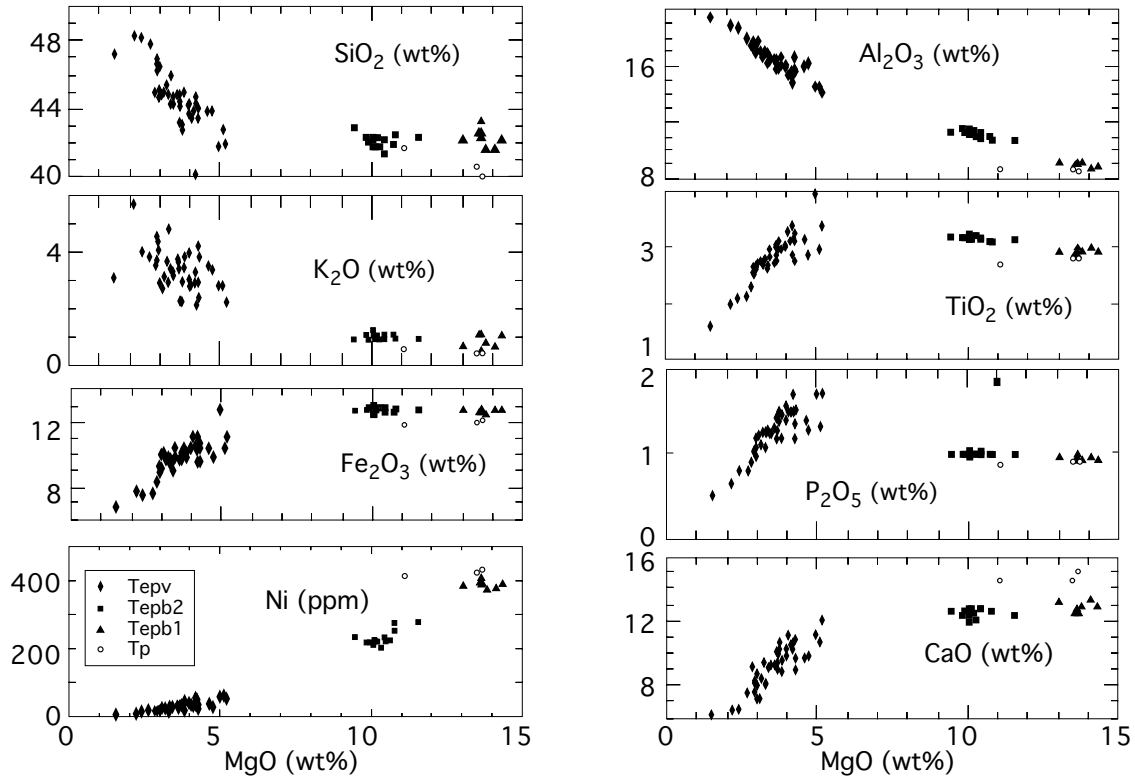 48
44
40
SiO2 (wt%)
4
0
K2O (wt%)
12
8
Fe2O3 (wt%)
400
200
0
Ni (ppm)
Tepv
Tepb2
Tepb1
Tp
0 5 10 15
MgO (wt%)
16
8
Al2O3 (wt%)
3
1
TiO2 (wt%)
2
1
0
P2O5 (wt%)
16
12
8
CaO (wt%)
0 5 10 15
MgO (wt%)